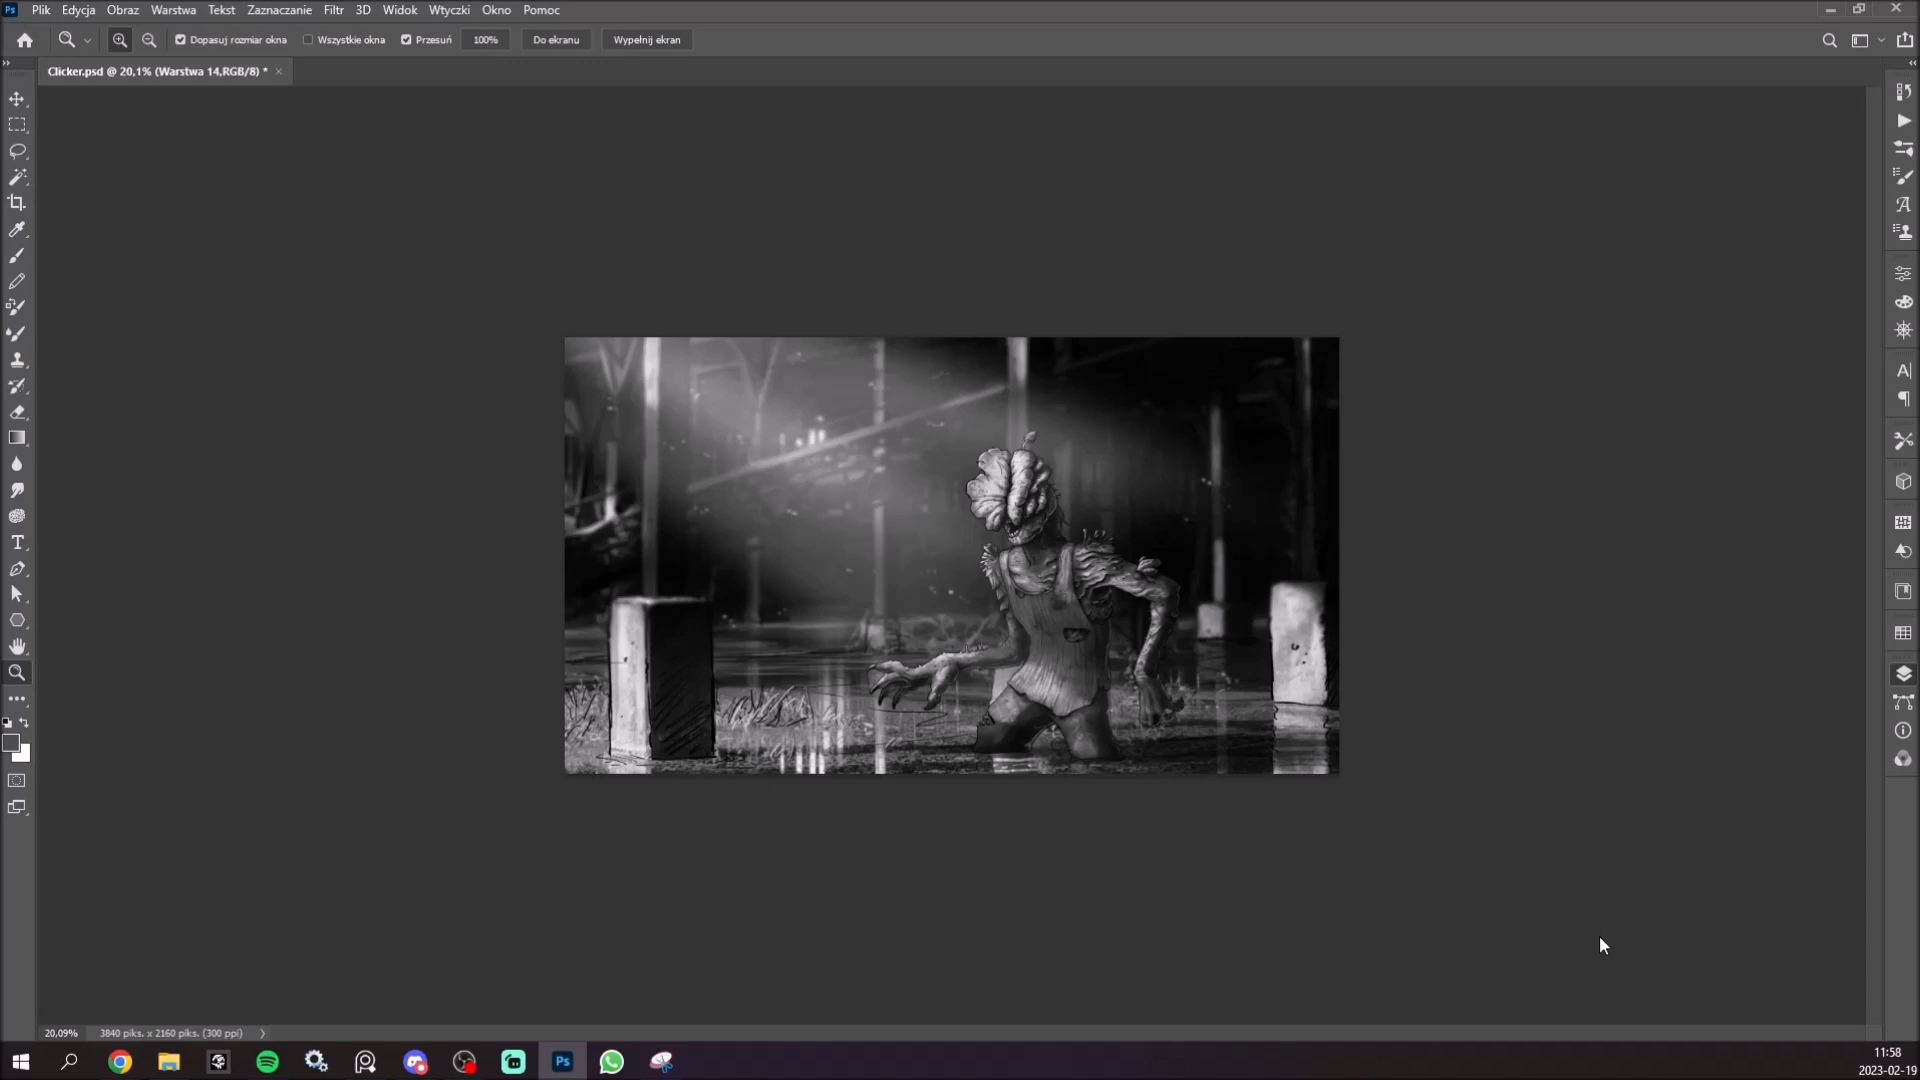 Ps Plik Edycja Obraz Warstwa Tekst Zaznaczanie Filtr 3D Widok Wtyczki Okno Pomoc
Dopasuj rozmiar okna Wszystkie okna Przesuń 100% Do ekranu Wypełnij ekran
Clicker.psd @ 20,1% (Warstwa 14,RGB/8) *
20,09% 3840 piks. x 2160 piks. (300 ppi)
Ps
11:58
2023-02-19